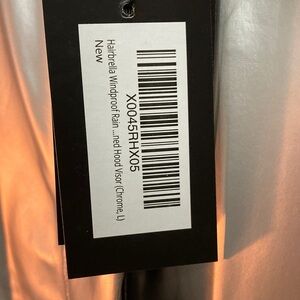 X0045RHX05
Hairbrella Windproof Rain ...ned Hood Visor (Chrome, L)
New